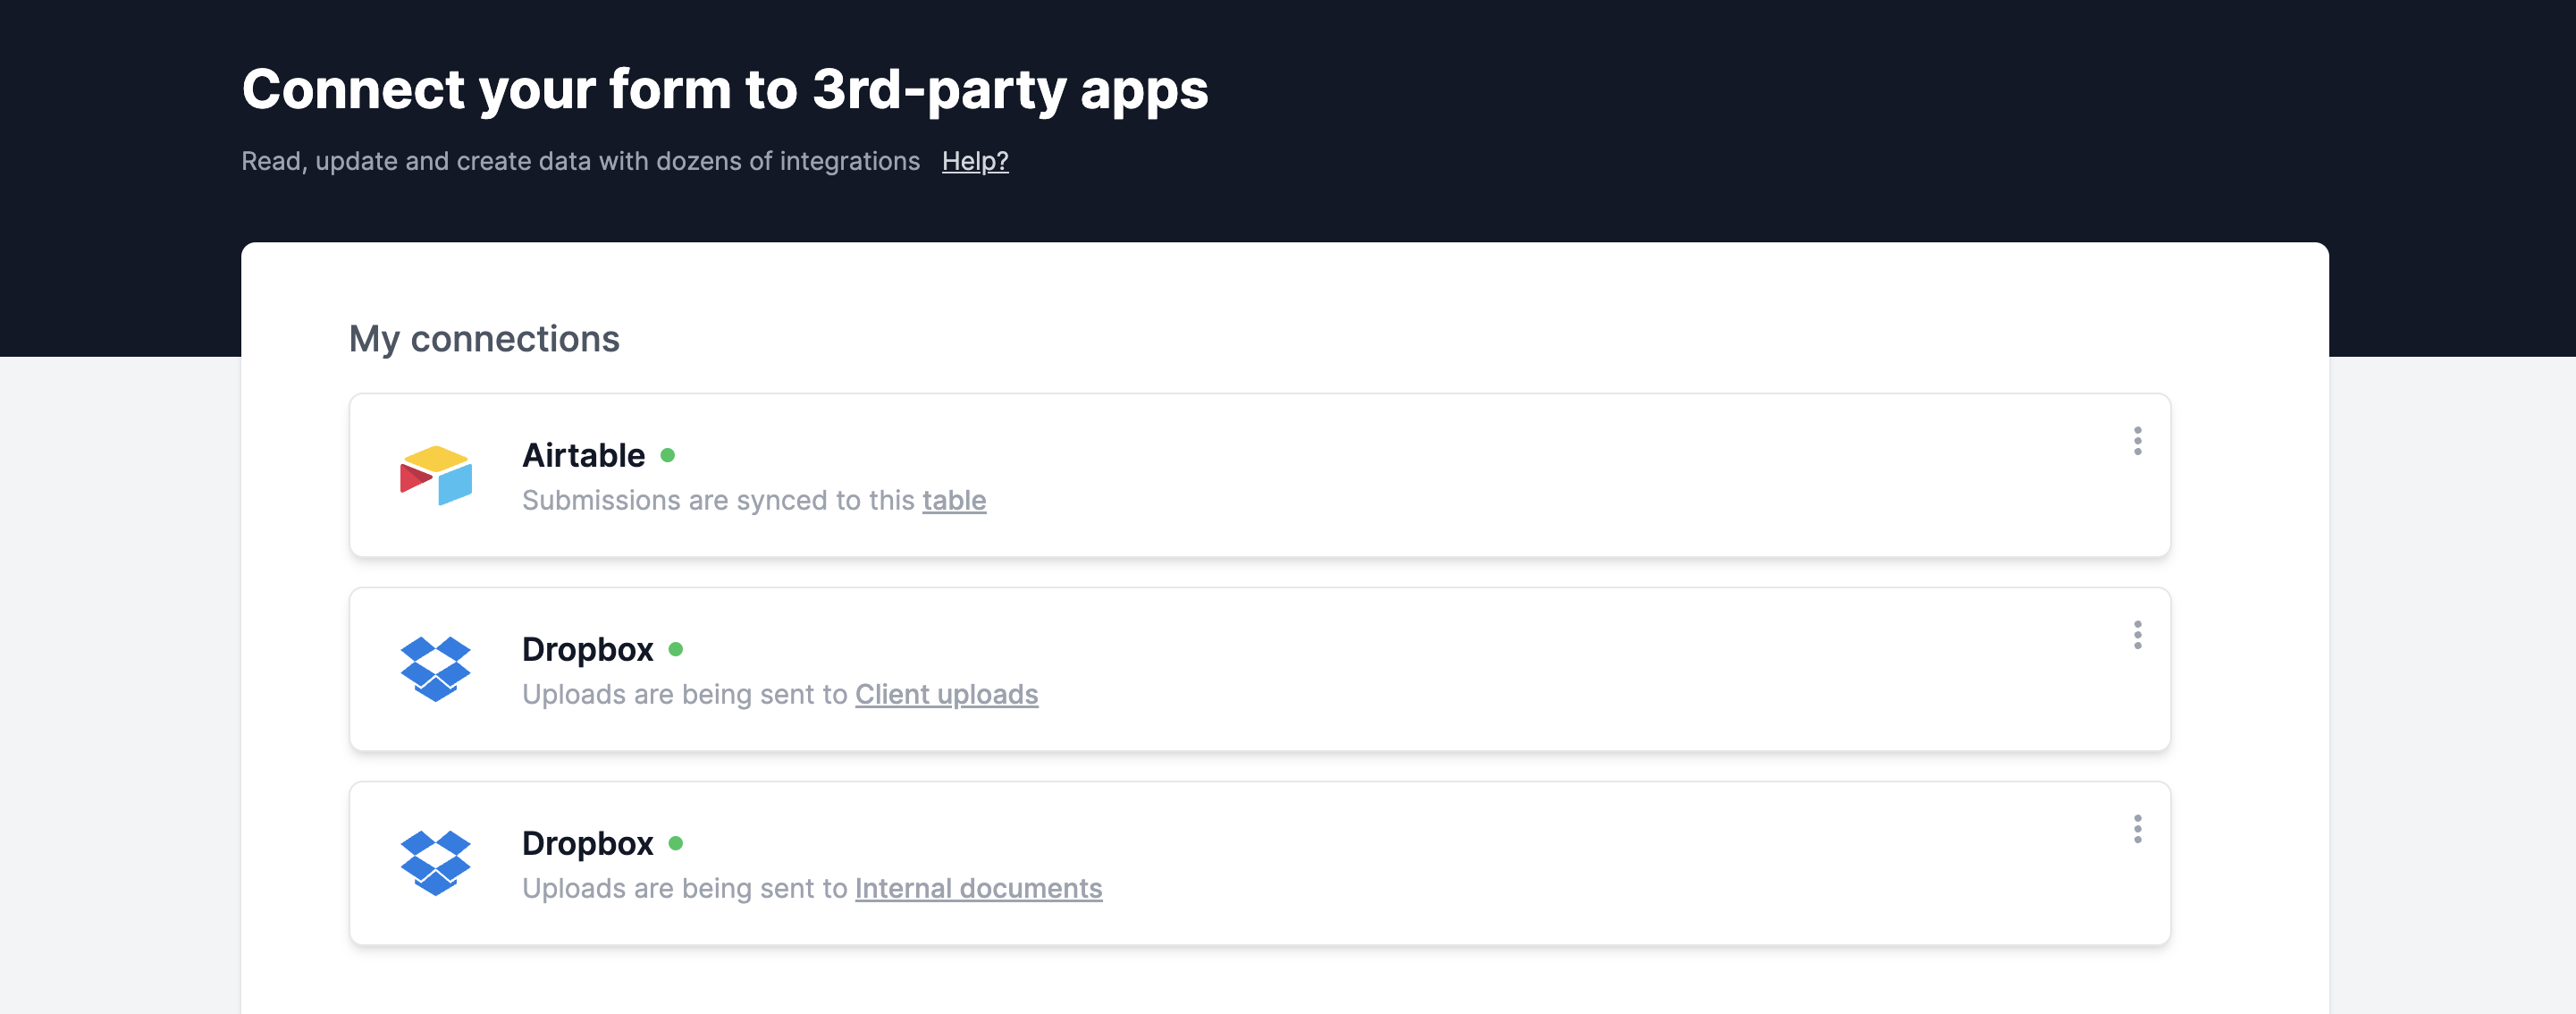 Connect your form to 3rd-party apps
Read, update and create data with dozens of integrations Help?
My connections
Airtable
Submissions are synced to this table
Dropbox
Uploads are being sent to Client uploads
Dropbox
Uploads are being sent to Internal documents